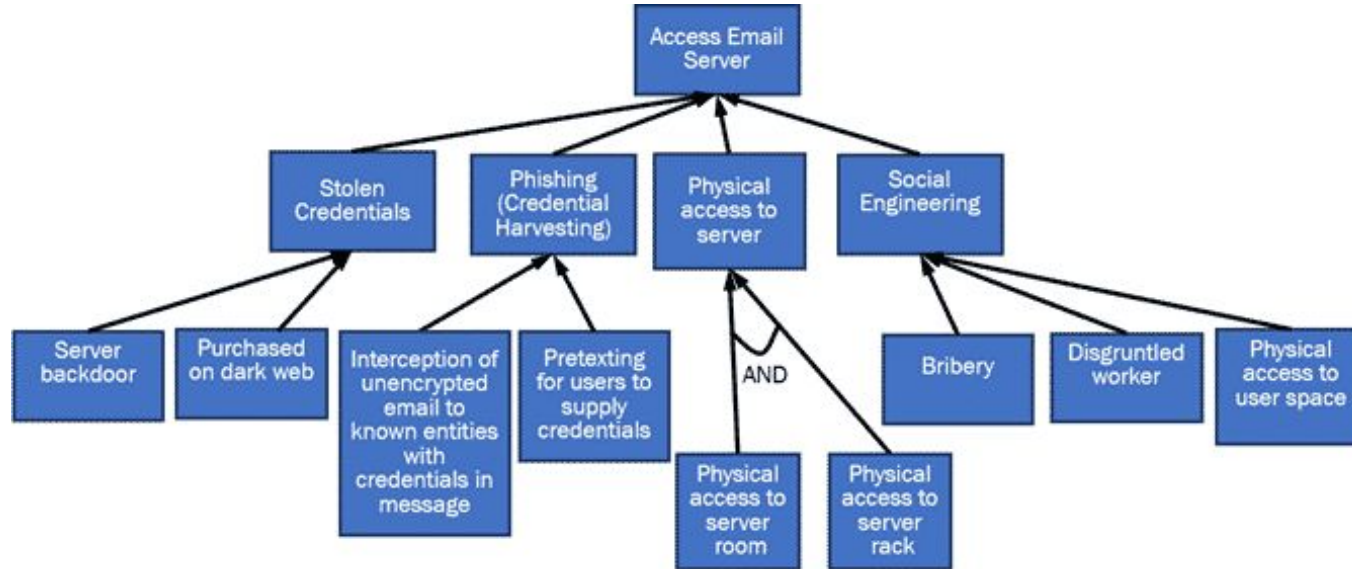 Access Email
Server
Stolen
Credentials
Phishing
(Credential
Harvesting)
Physical
access to
server
Social
Engineering
Server
backdoor
Purchased
on dark web
Interception of
unencrypted
email to
known entities
with
credentials in
message
Pretexting
for users to
supply
credentials
AND
Physical
access to
server
room
Physical
access to
server
rack
Bribery
Disgruntled
worker
Physical
access to
user space